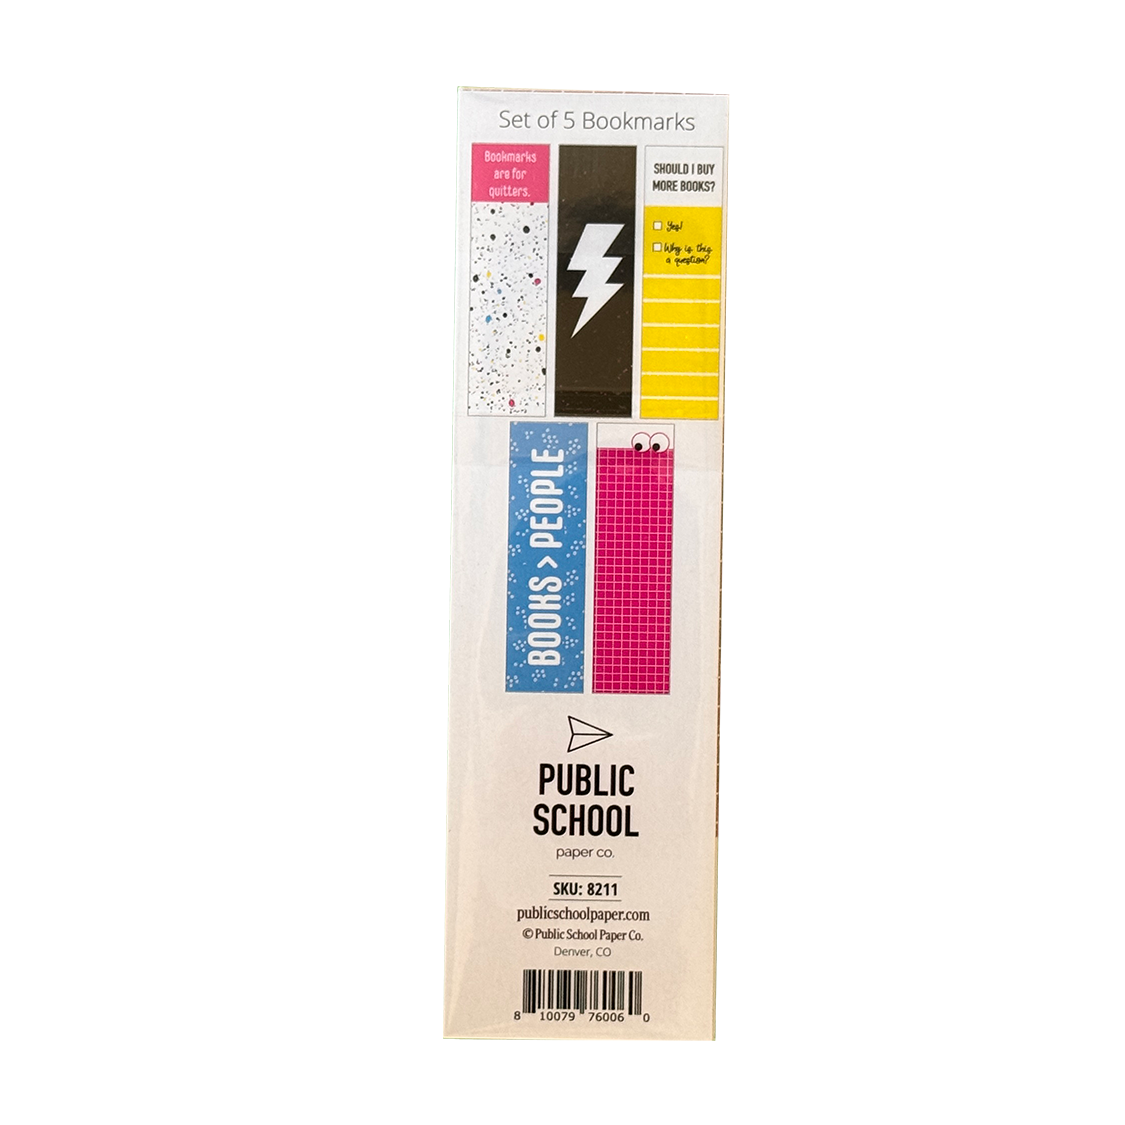 Set of 5 Bookmarks
Bookmarks
are for
quitters.
SHOULD I BUY
MORE BOOKS?
Yes!
Why is this
a question?
BOOKS > PEOPLE
PUBLIC
SCHOOL
paper co.
SKU: 8211
publicschoolpaper.com
© Public School Paper Co.
Denver, CO
8 10079 76006 0